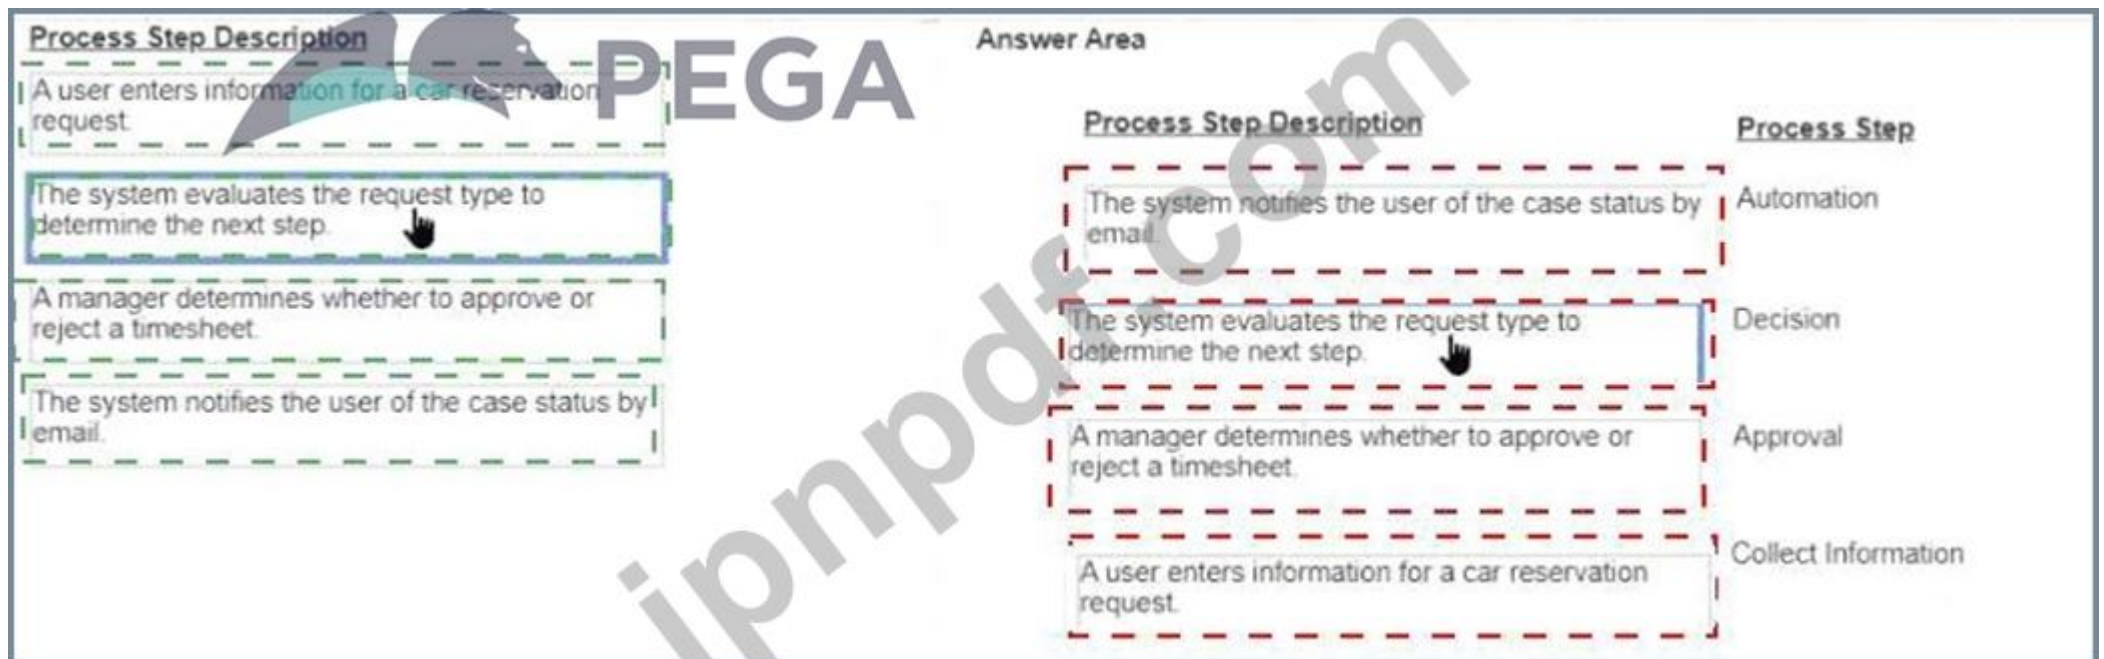 Process Step Description
PEGA
A user enters information for a car reservation
request.
The system evaluates the request type to
determine the next step.
A manager determines whether to approve or
reject a timesheet.
The system notifies the user of the case status by
email.
Answer Area
Process Step Description
Process Step
The system notifies the user of the case status by
email.
Automation
The system evaluates the request type to
determine the next step.
Decision
A manager determines whether to approve or
reject a timesheet.
Approval
A user enters information for a car reservation
request.
Collect Information
ipnpdf.com